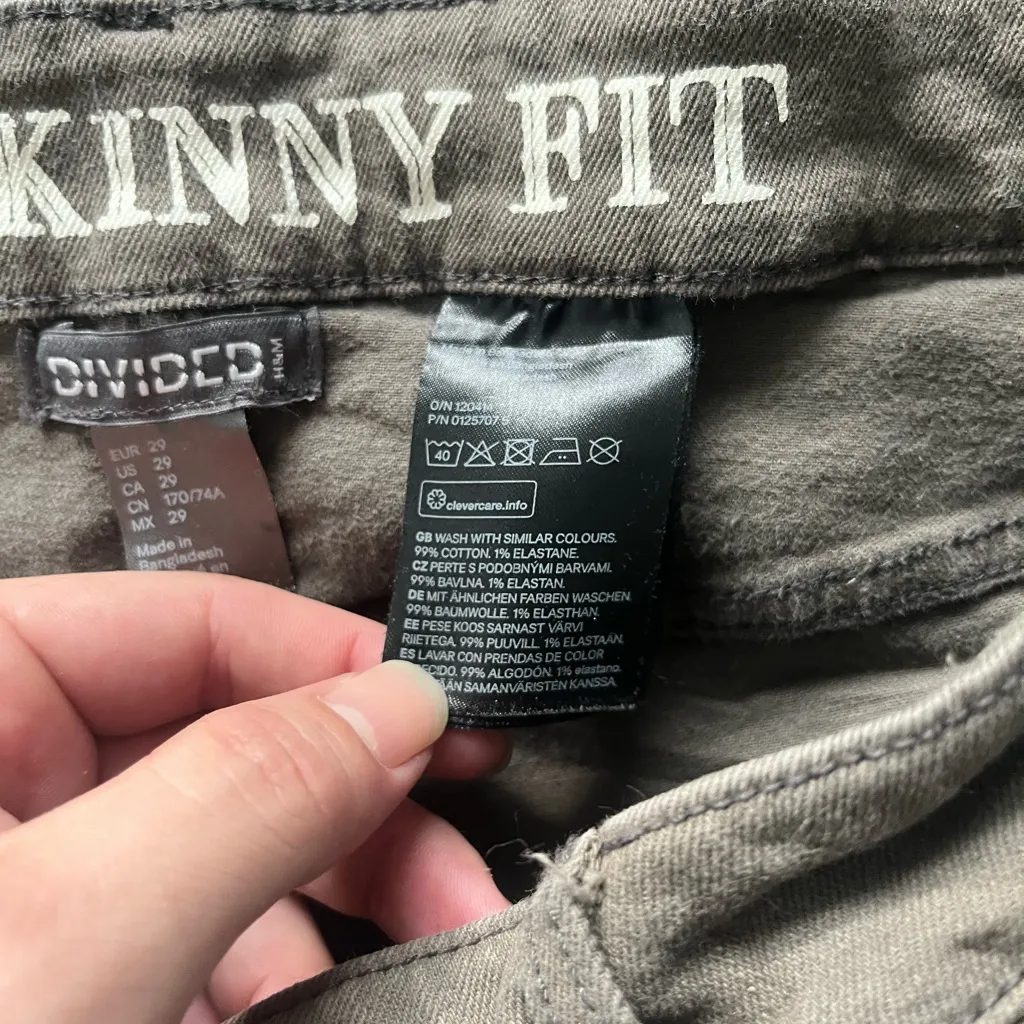 KINNY FIT
DIVIDED
H&M
EUR 29
US 29
CA 29
CN 170/74A
MX 29
Made in
Bangladesh
O/N
P/N
40
clevercare.info
GB WASH WITH SIMILAR COLOURS.
99% COTTON. 1% ELASTANE.
CZ PERTE S PODOBNÝMI BARVAMI.
99% BAVLNA. 1% ELASTAN.
DE MIT ÄHNLICHEN FARBEN WASCHEN.
99% BAUMWOLLE. 1% ELASTHAN.
EE PESE KOOS SARNAST VÄRVI
RIIETEGA. 99% PUUVILL. 1% ELASTAAN.
ES LAVAR CON PRENDAS DE COLOR
99% ALGODÓN. 1% elastano.
SAMANVÄRISTEN KANSSA.